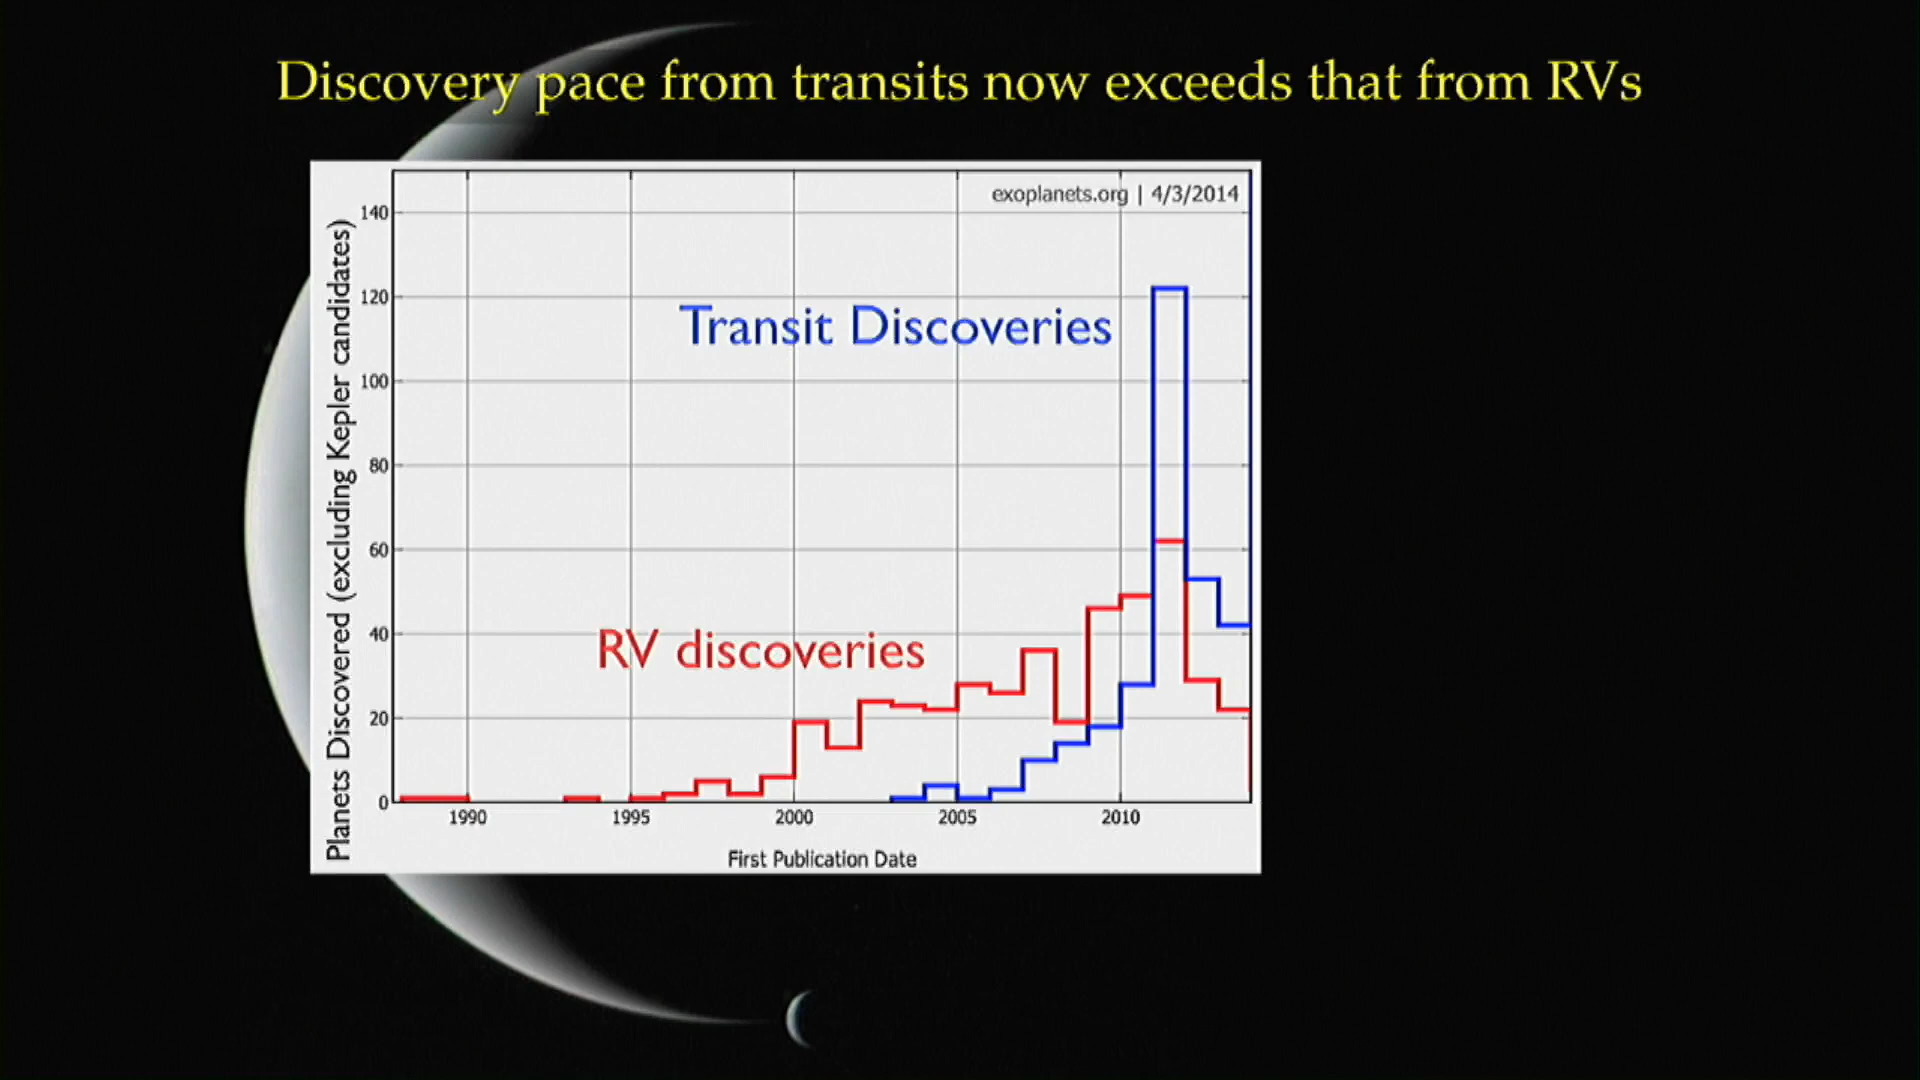 Discovery pace from transits now exceeds that from RVs
exoplanets.org | 4/3/2014
Planets Discovered (excluding Kepler candidates)
140
120
100
80
60
40
20
0
Transit Discoveries
RV discoveries
1990 1995 2000 2005 2010
First Publication Date